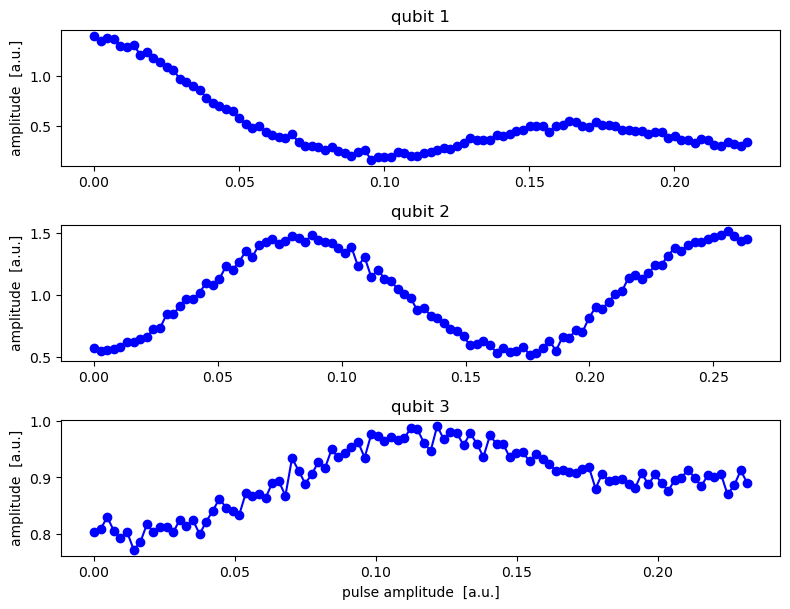 qubit 1
amplitude [a.u.]
1.0
0.5
0.00 0.05 0.10 0.15 0.20
qubit 2
amplitude [a.u.]
1.5
1.0
0.5
0.00 0.05 0.10 0.15 0.20 0.25
qubit 3
amplitude [a.u.]
1.0
0.9
0.8
0.00 0.05 0.10 0.15 0.20
pulse amplitude [a.u.]